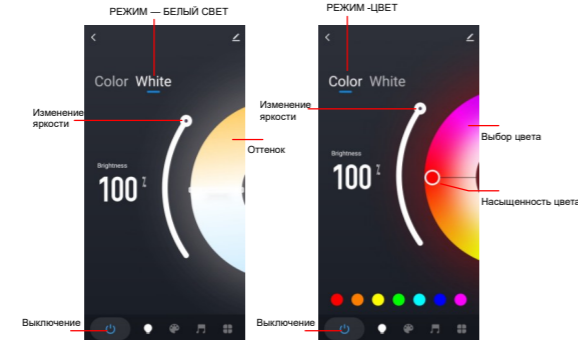 РЕЖИМ — БЕЛЫЙ СВЕТ
Color White
Изменение
яркости
Оттенок
Brightness
100 %
Выключение
РЕЖИМ -ЦВЕТ
Color White
Изменение
яркости
Выбор цвета
Brightness
100 %
Насыщенность цвета
Выключение